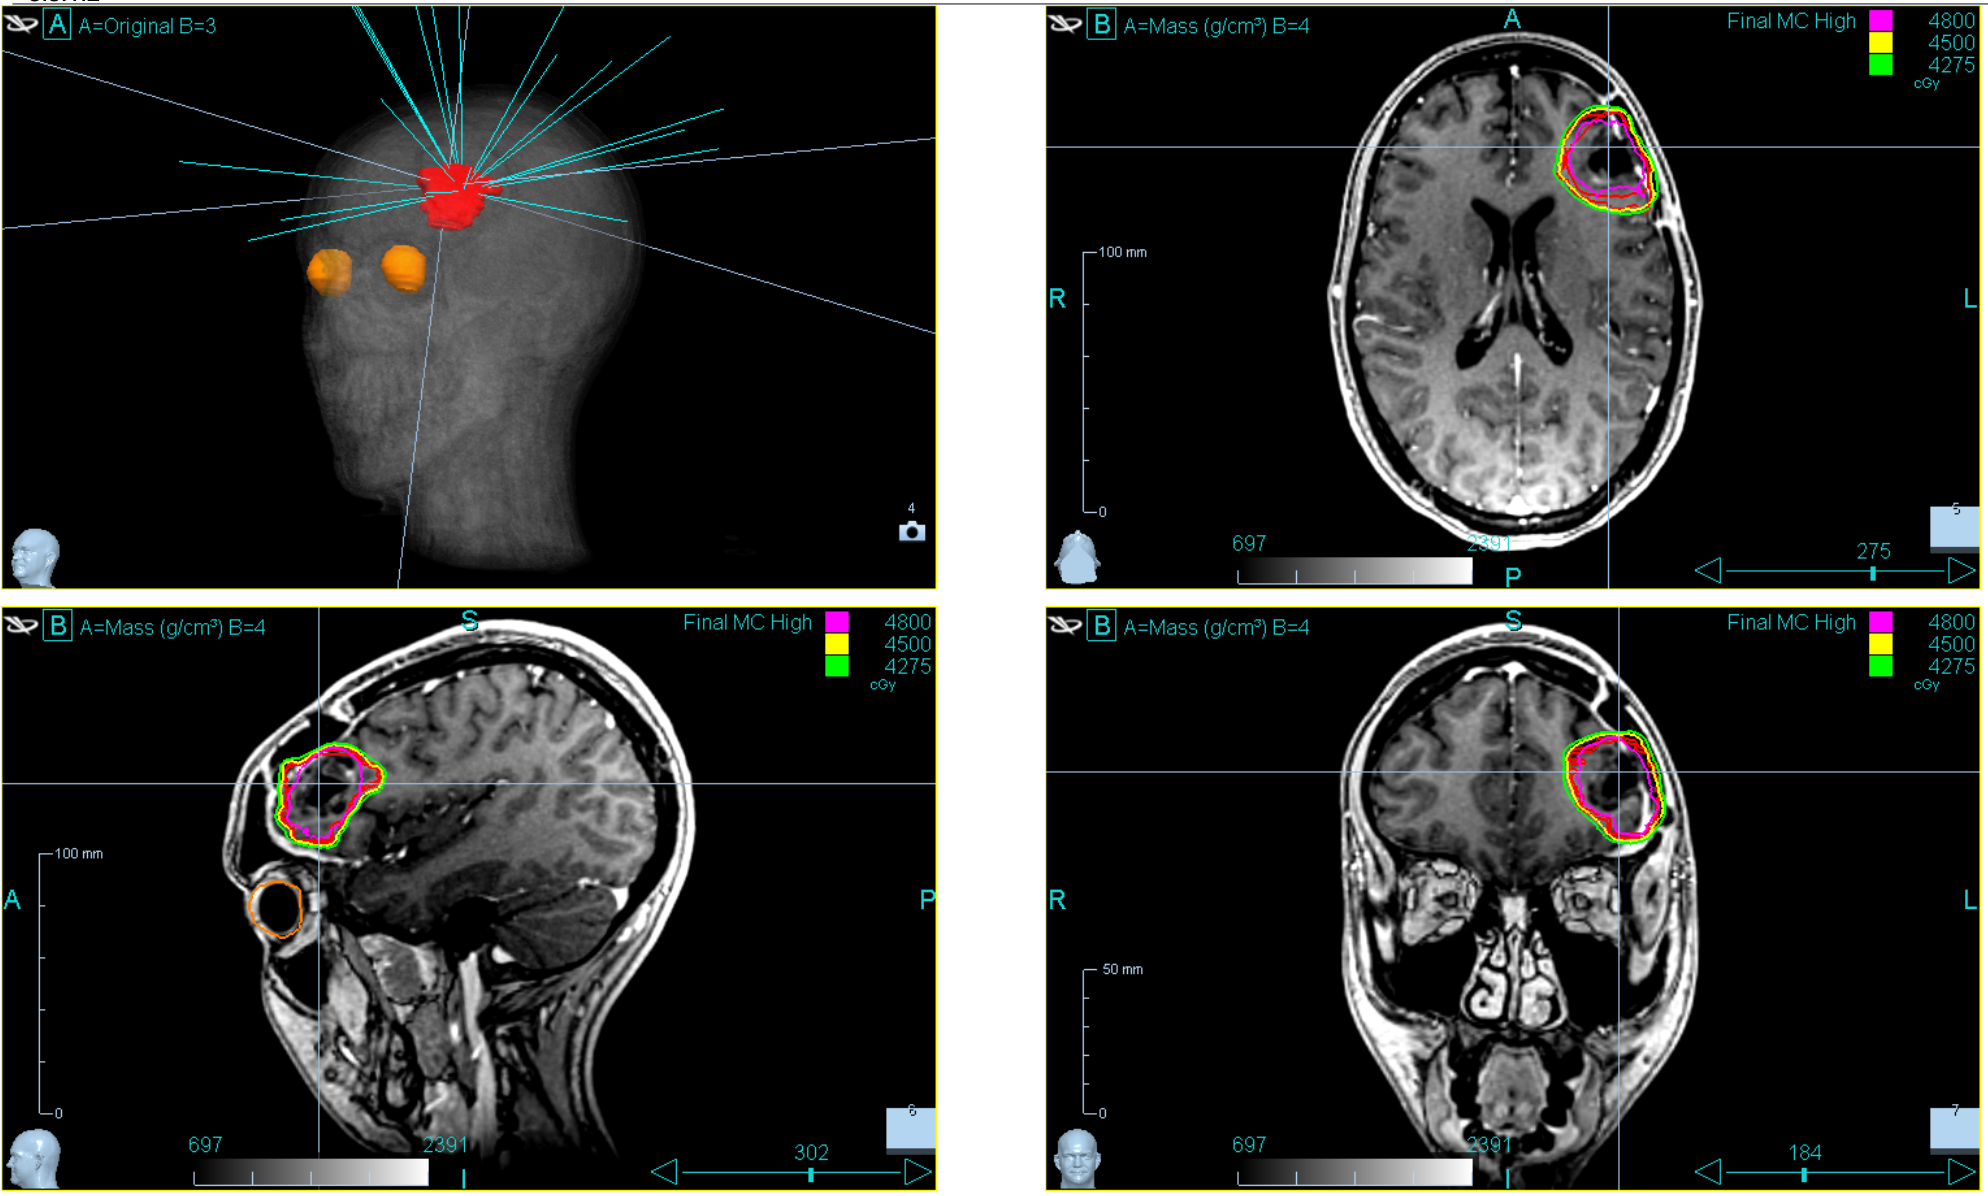 A A=Original B=3
4
B A=Mass (g/cm³) B=4
A
Final MC High 4800
4500
4275
cGy
100 mm
R
L
0
5
697 2391
275
P
B A=Mass (g/cm³) B=4
S
Final MC High 4800
4500
4275
cGy
100 mm
A
P
0
6
697 2391
302
B A=Mass (g/cm³) B=4
S
Final MC High 4800
4500
4275
cGy
R
L
50 mm
0
7
697 2391
184